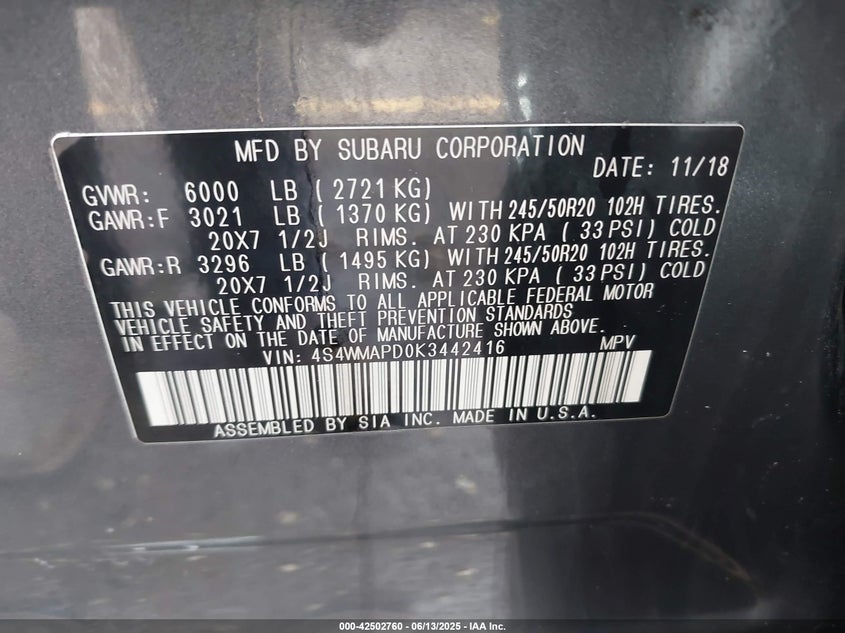 MFD BY SUBARU CORPORATION
DATE: 11/18
GVWR: 6000 LB ( 2721 KG)
GAWR:F 3021 LB ( 1370 KG) WITH 245/50R20 102H TIRES.
20X7 1/2J RIMS. AT 230 KPA ( 33 PSI) COLD
GAWR:R 3296 LB ( 1495 KG) WITH 245/50R20 102H TIRES.
20X7 1/2J RIMS. AT 230 KPA ( 33 PSI) COLD
THIS VEHICLE CONFORMS TO ALL APPLICABLE FEDERAL MOTOR
VEHICLE SAFETY AND THEFT PREVENTION STANDARDS
IN EFFECT ON THE DATE OF MANUFACTURE SHOWN ABOVE.
VIN: 4S4WMAPD0K3442416 MPV
ASSEMBLED BY SIA INC. MADE IN U.S.A.
000-42502760 - 06/13/2025 - IAA Inc.